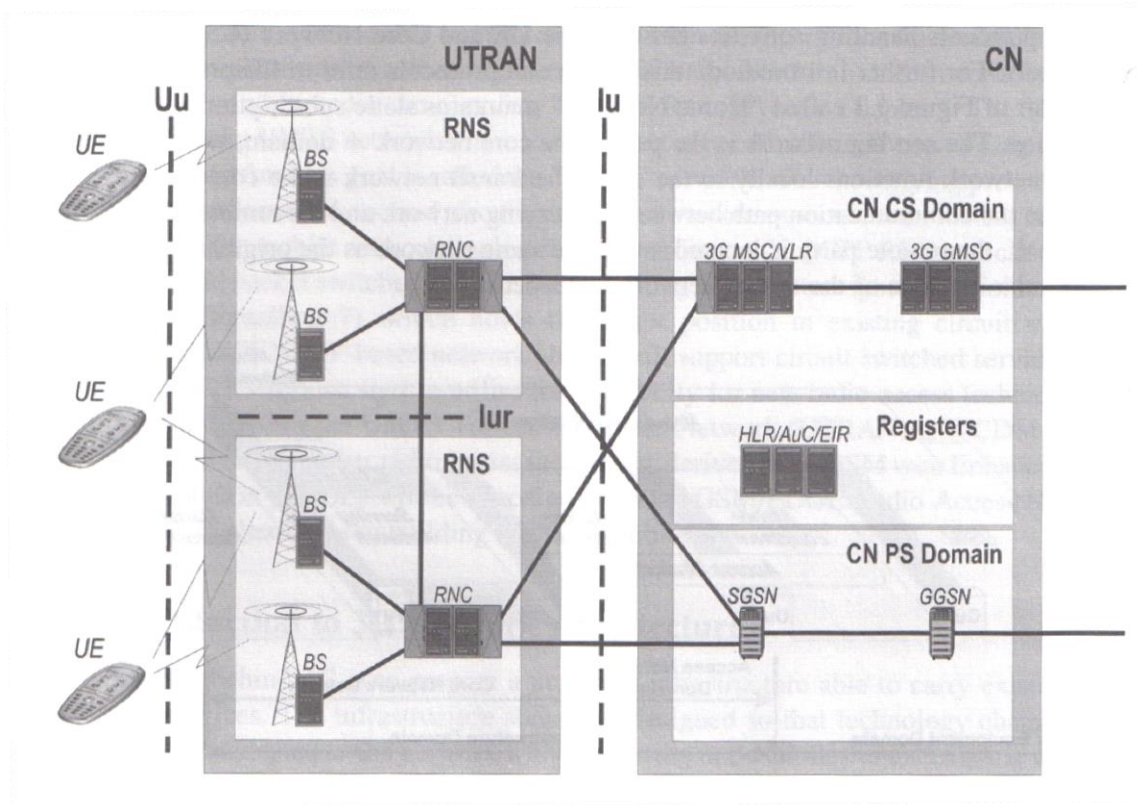 UTRAN
CN
Uu
Iu
UE
RNS
BS
CN CS Domain
RNC
3G MSC/VLR
3G GMSC
BS
UE
Iur
Registers
RNS
HLR/AuC/EIR
BS
CN PS Domain
RNC
SGSN
GGSN
UE
BS